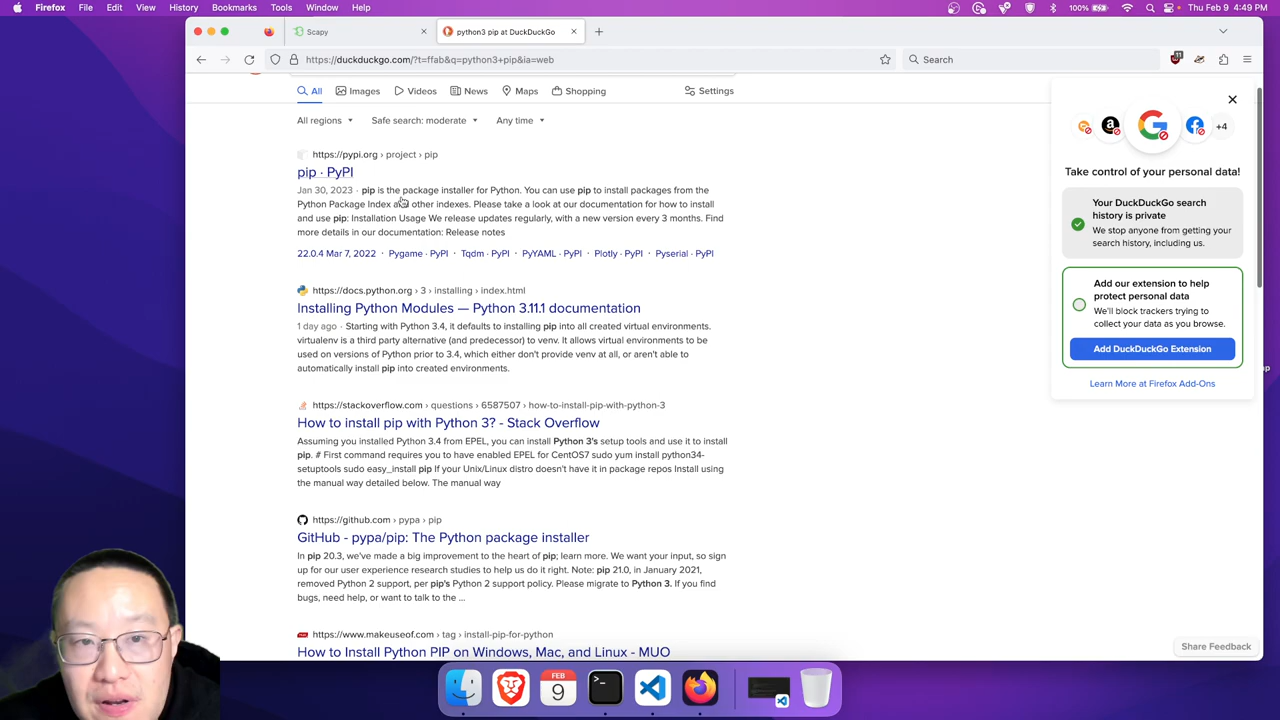 Firefox File Edit View History Bookmarks Tools Window Help 100% Thu Feb 9 4:49 PM
Scapy
python3 pip at DuckDuckGo
https://duckduckgo.com/?t=ffab&q=python3+pip&ia=web
Search
11
All Images Videos News Maps Shopping Settings
All regions Safe search: moderate Any time
https://pypi.org › project › pip
pip · PyPI
Jan 30, 2023 · pip is the package installer for Python. You can use pip to install packages from the
Python Package Index and other indexes. Please take a look at our documentation for how to install
and use pip: Installation Usage We release updates regularly, with a new version every 3 months. Find
more details in our documentation: Release notes
22.0.4 Mar 7, 2022 · Pygame · PyPI · Tqdm · PyPI · PyYAML · PyPI · Plotly · PyPI · Pyserial · PyPI
https://docs.python.org › 3 › installing › index.html
Installing Python Modules — Python 3.11.1 documentation
1 day ago · Starting with Python 3.4, it defaults to installing pip into all created virtual environments.
virtualenv is a third party alternative (and predecessor) to venv. It allows virtual environments to be
used on versions of Python prior to 3.4, which either don't provide venv at all, or aren't able to
automatically install pip into created environments.
https://stackoverflow.com › questions › 6587507 › how-to-install-pip-with-python-3
How to install pip with Python 3? - Stack Overflow
Assuming you installed Python 3.4 from EPEL, you can install Python 3's setup tools and use it to install
pip. # First command requires you to have enabled EPEL for CentOS7 sudo yum install python34-
setuptools sudo easy_install pip If your Unix/Linux distro doesn't have it in package repos Install using
the manual way detailed below. The manual way
https://github.com › pypa › pip
GitHub - pypa/pip: The Python package installer
In pip 20.3, we've made a big improvement to the heart of pip; learn more. We want your input, so sign
up for our user experience research studies to help us do it right. Note: pip 21.0, in January 2021,
removed Python 2 support, per pip's Python 2 support policy. Please migrate to Python 3. If you find
bugs, need help, or want to talk to the ...
https://www.makeuseof.com › tag › install-pip-for-python
How to Install Python PIP on Windows, Mac, and Linux - MUO
+4
Take control of your personal data!
Your DuckDuckGo search
history is private
We stop anyone from getting your
search history, including us.
Add our extension to help
protect personal data
We'll block trackers trying to
collect your data as you browse.
Add DuckDuckGo Extension
Learn More at Firefox Add-Ons
Share Feedback
FEB
9